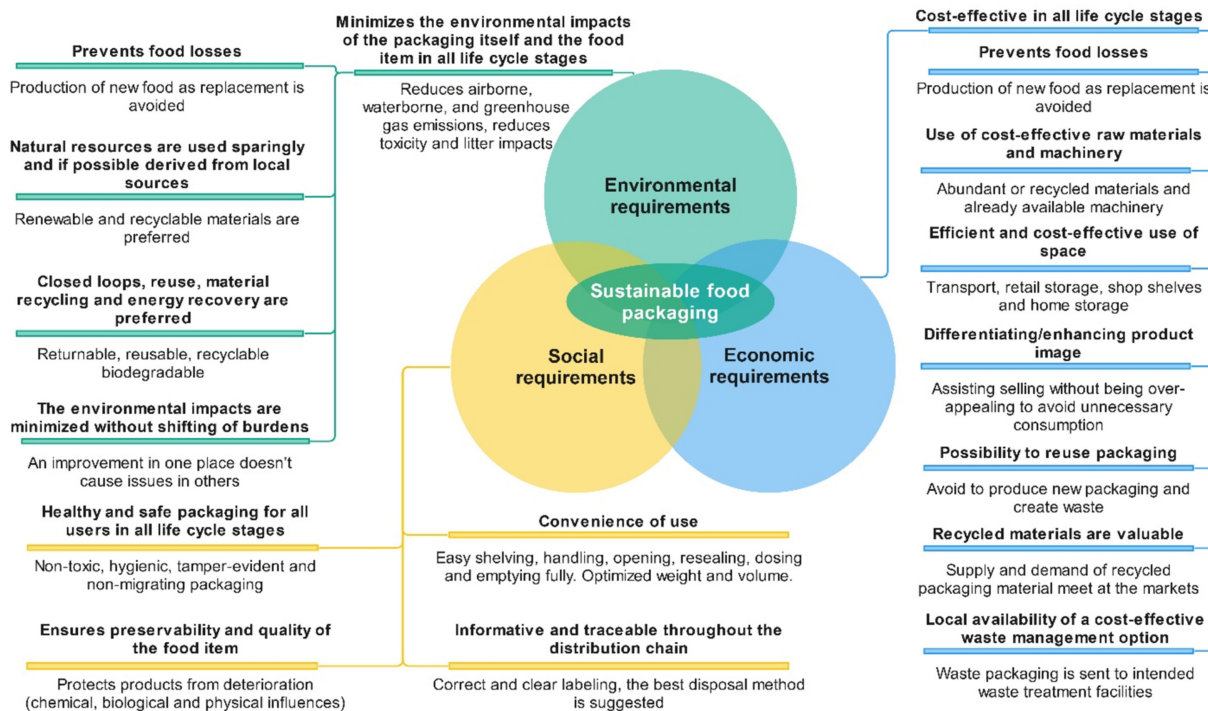 Minimizes the environmental impacts
of the packaging itself and the food
item in all life cycle stages
Reduces airborne,
waterborne, and greenhouse
gas emissions, reduces
toxicity and litter impacts
Prevents food losses
Production of new food as replacement is
avoided
Natural resources are used sparingly
and if possible derived from local
sources
Renewable and recyclable materials are
preferred
Closed loops, reuse, material
recycling and energy recovery are
preferred
Returnable, reusable, recyclable
biodegradable
The environmental impacts are
minimized without shifting of burdens
An improvement in one place doesn't
cause issues in others
Environmental
requirements
Sustainable food
packaging
Social
requirements
Economic
requirements
Healthy and safe packaging for all
users in all life cycle stages
Non-toxic, hygienic, tamper-evident and
non-migrating packaging
Ensures preservability and quality of
the food item
Protects products from deterioration
(chemical, biological and physical influences)
Convenience of use
Easy shelving, handling, opening, resealing, dosing
and emptying fully. Optimized weight and volume.
Informative and traceable throughout the
distribution chain
Correct and clear labeling, the best disposal method
is suggested
Cost-effective in all life cycle stages
Prevents food losses
Production of new food as replacement is
avoided
Use of cost-effective raw materials
and machinery
Abundant or recycled materials and
already available machinery
Efficient and cost-effective use of
space
Transport, retail storage, shop shelves
and home storage
Differentiating/enhancing product
image
Assisting selling without being over-
appealing to avoid unnecessary
consumption
Possibility to reuse packaging
Avoid to produce new packaging and
create waste
Recycled materials are valuable
Supply and demand of recycled
packaging material meet at the markets
Local availability of a cost-effective
waste management option
Waste packaging is sent to intended
waste treatment facilities